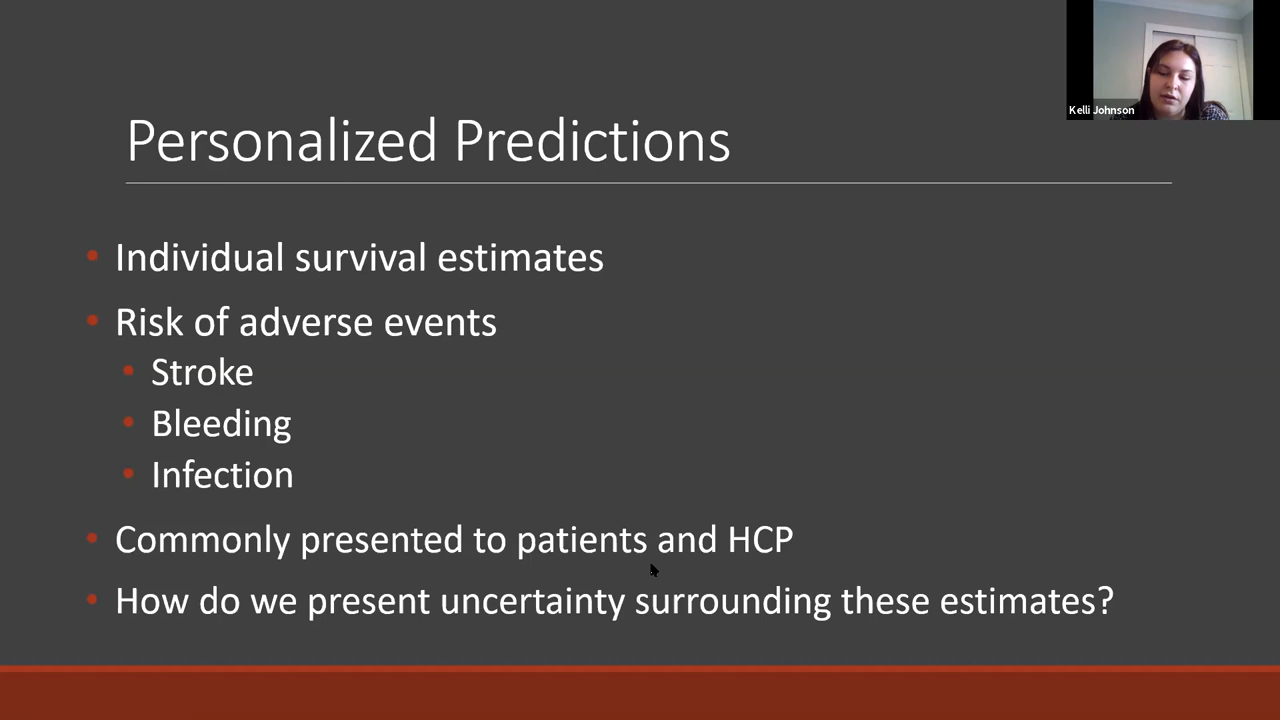 Kelli Johnson
Personalized Predictions
• Individual survival estimates
• Risk of adverse events
• Stroke
• Bleeding
• Infection
• Commonly presented to patients and HCP
• How do we present uncertainty surrounding these estimates?